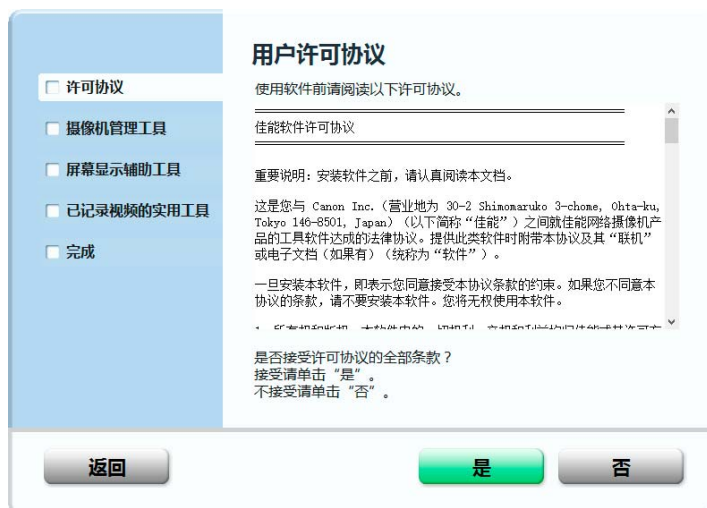 用户许可协议
许可协议
摄像机管理工具
屏幕显示辅助工具
已记录视频的实用工具
完成
使用软件前请阅读以下许可协议。
佳能软件许可协议
重要说明: 安装软件之前, 请认真阅读本文档。
这是您与 Canon Inc. (营业地为 30-2 Shimomaruko 3-chome, Ohta-ku,
Tokyo 146-8501, Japan) (以下简称“佳能”) 之间就佳能网络摄像机产
品的工具软件达成的法律协议。提供此类软件时附带本协议及其“联机”
或电子文档 (如果有) (统称为“软件”) 。
一旦安装本软件, 即表示您同意接受本协议条款的约束。如果您不同意本
协议的条款, 请不要安装本软件。您将无权使用本软件。
是否接受许可协议的全部条款？
接受请单击“是”。
不接受请单击“否”。
返回
是
否